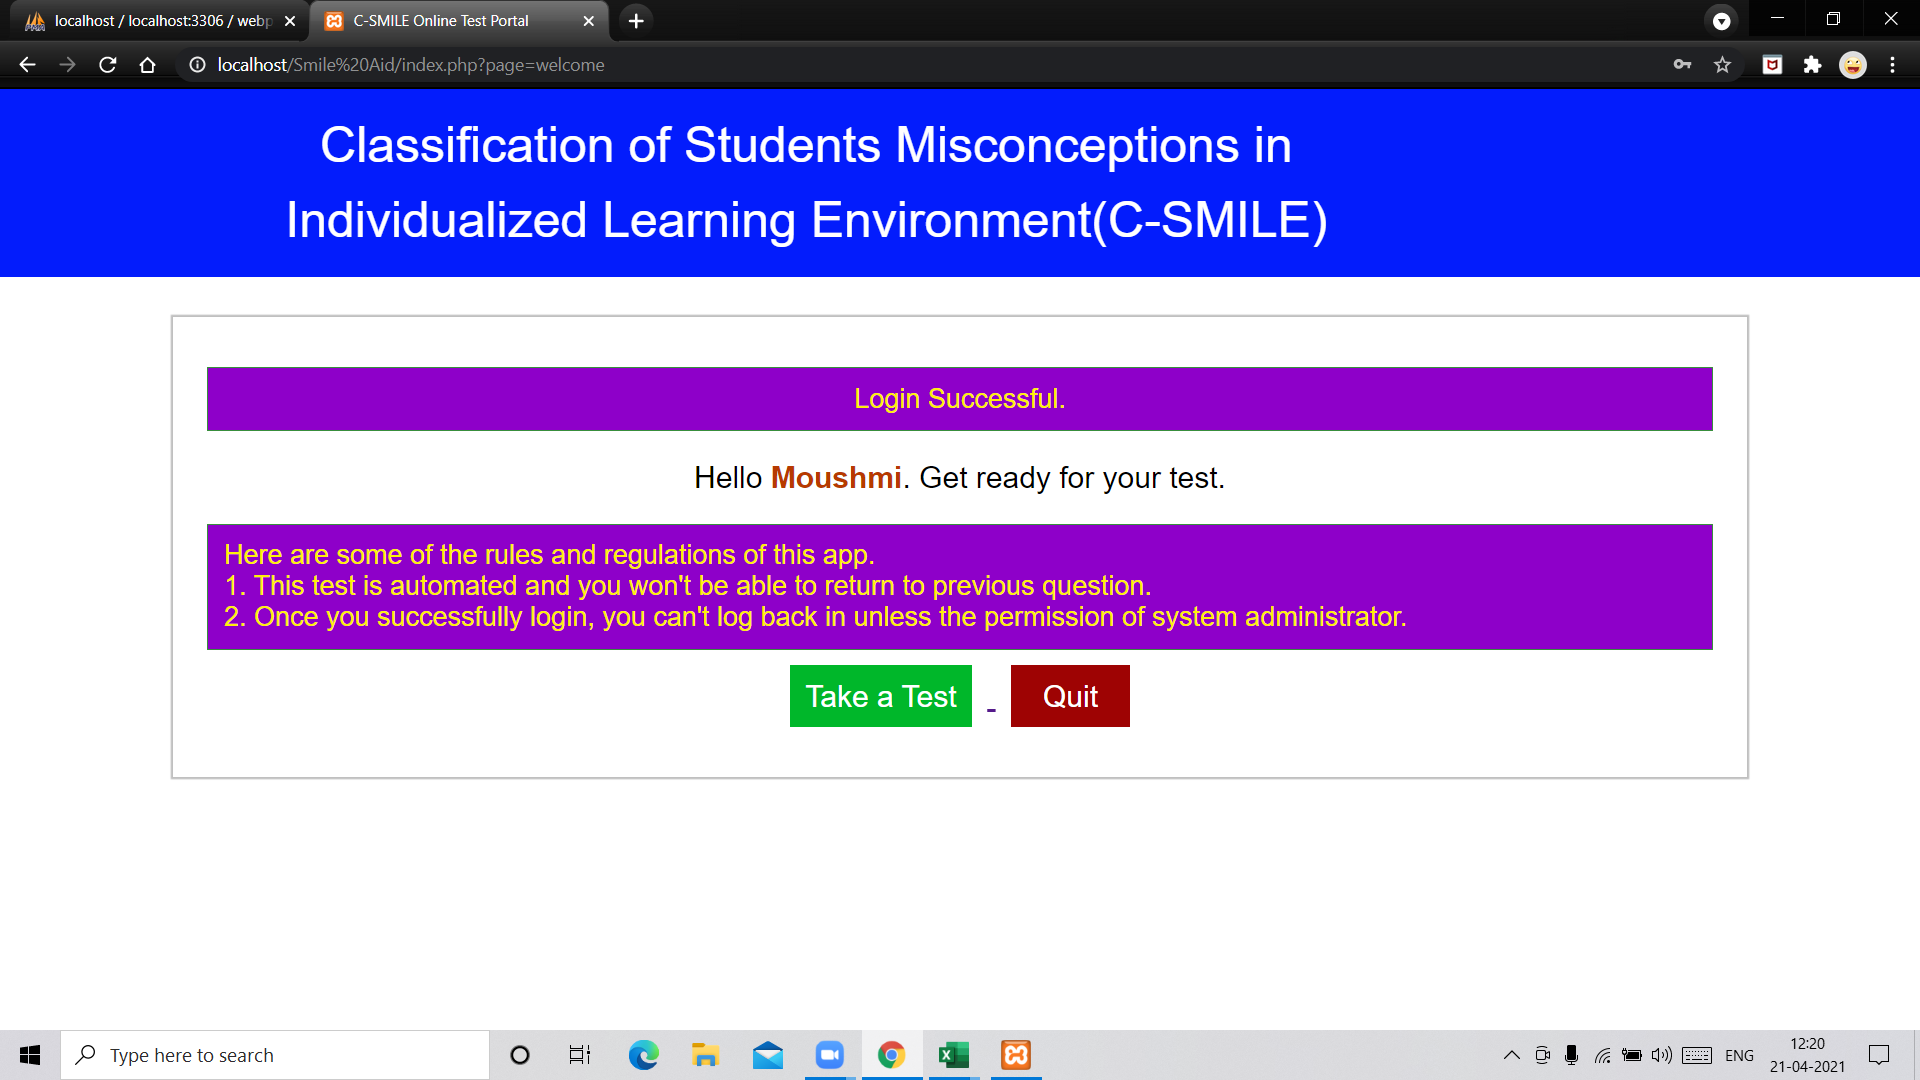 localhost / localhost:3306 / webp
C-SMILE Online Test Portal
localhost/Smile%20Aid/index.php?page=welcome
Classification of Students Misconceptions in
Individualized Learning Environment(C-SMILE)
Login Successful.
Hello Moushmi. Get ready for your test.
Here are some of the rules and regulations of this app.
1. This test is automated and you won't be able to return to previous question.
2. Once you successfully login, you can't log back in unless the permission of system administrator.
Take a Test - Quit
Type here to search
ENG
12:20
21-04-2021